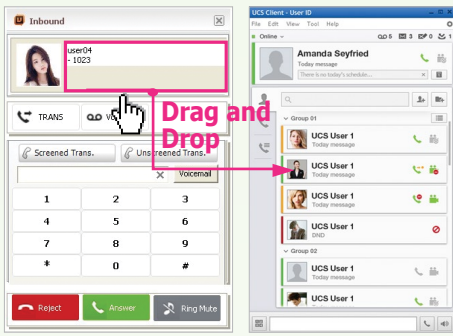 Inbound
user04
- 1023
TRANS
Drag and
Drop
Screened Trans.
Unscreened Trans.
Voicemail
1 2 3
4 5 6
7 8 9
* 0 #
Reject
Answer
Ring Mute
UCS Client - User ID
File Edit View Tool Help
Online
5 3 0 1
Amanda Seyfried
Today message
There is no today's schedule...
Group 01
UCS User 1
Today message
UCS User 1
Today message
UCS User 1
Today message
UCS User 1
DND
Group 02
UCS User 1
Today message
UCS User 1